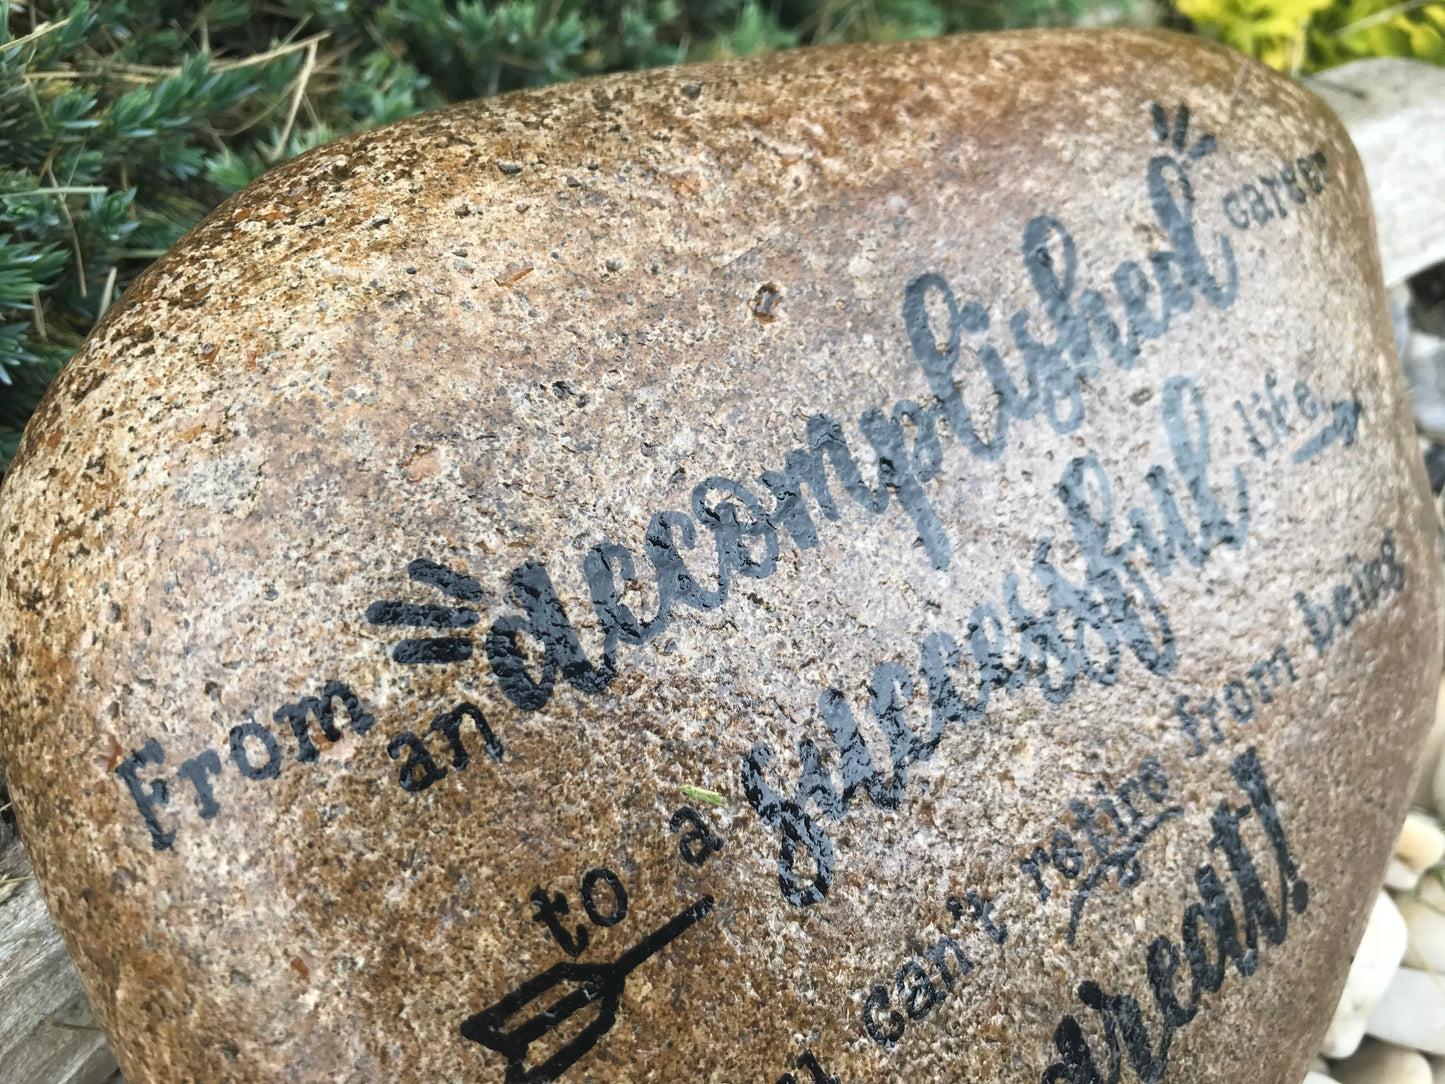 From an accomplished career
to a successful life
can't retire from being
great!